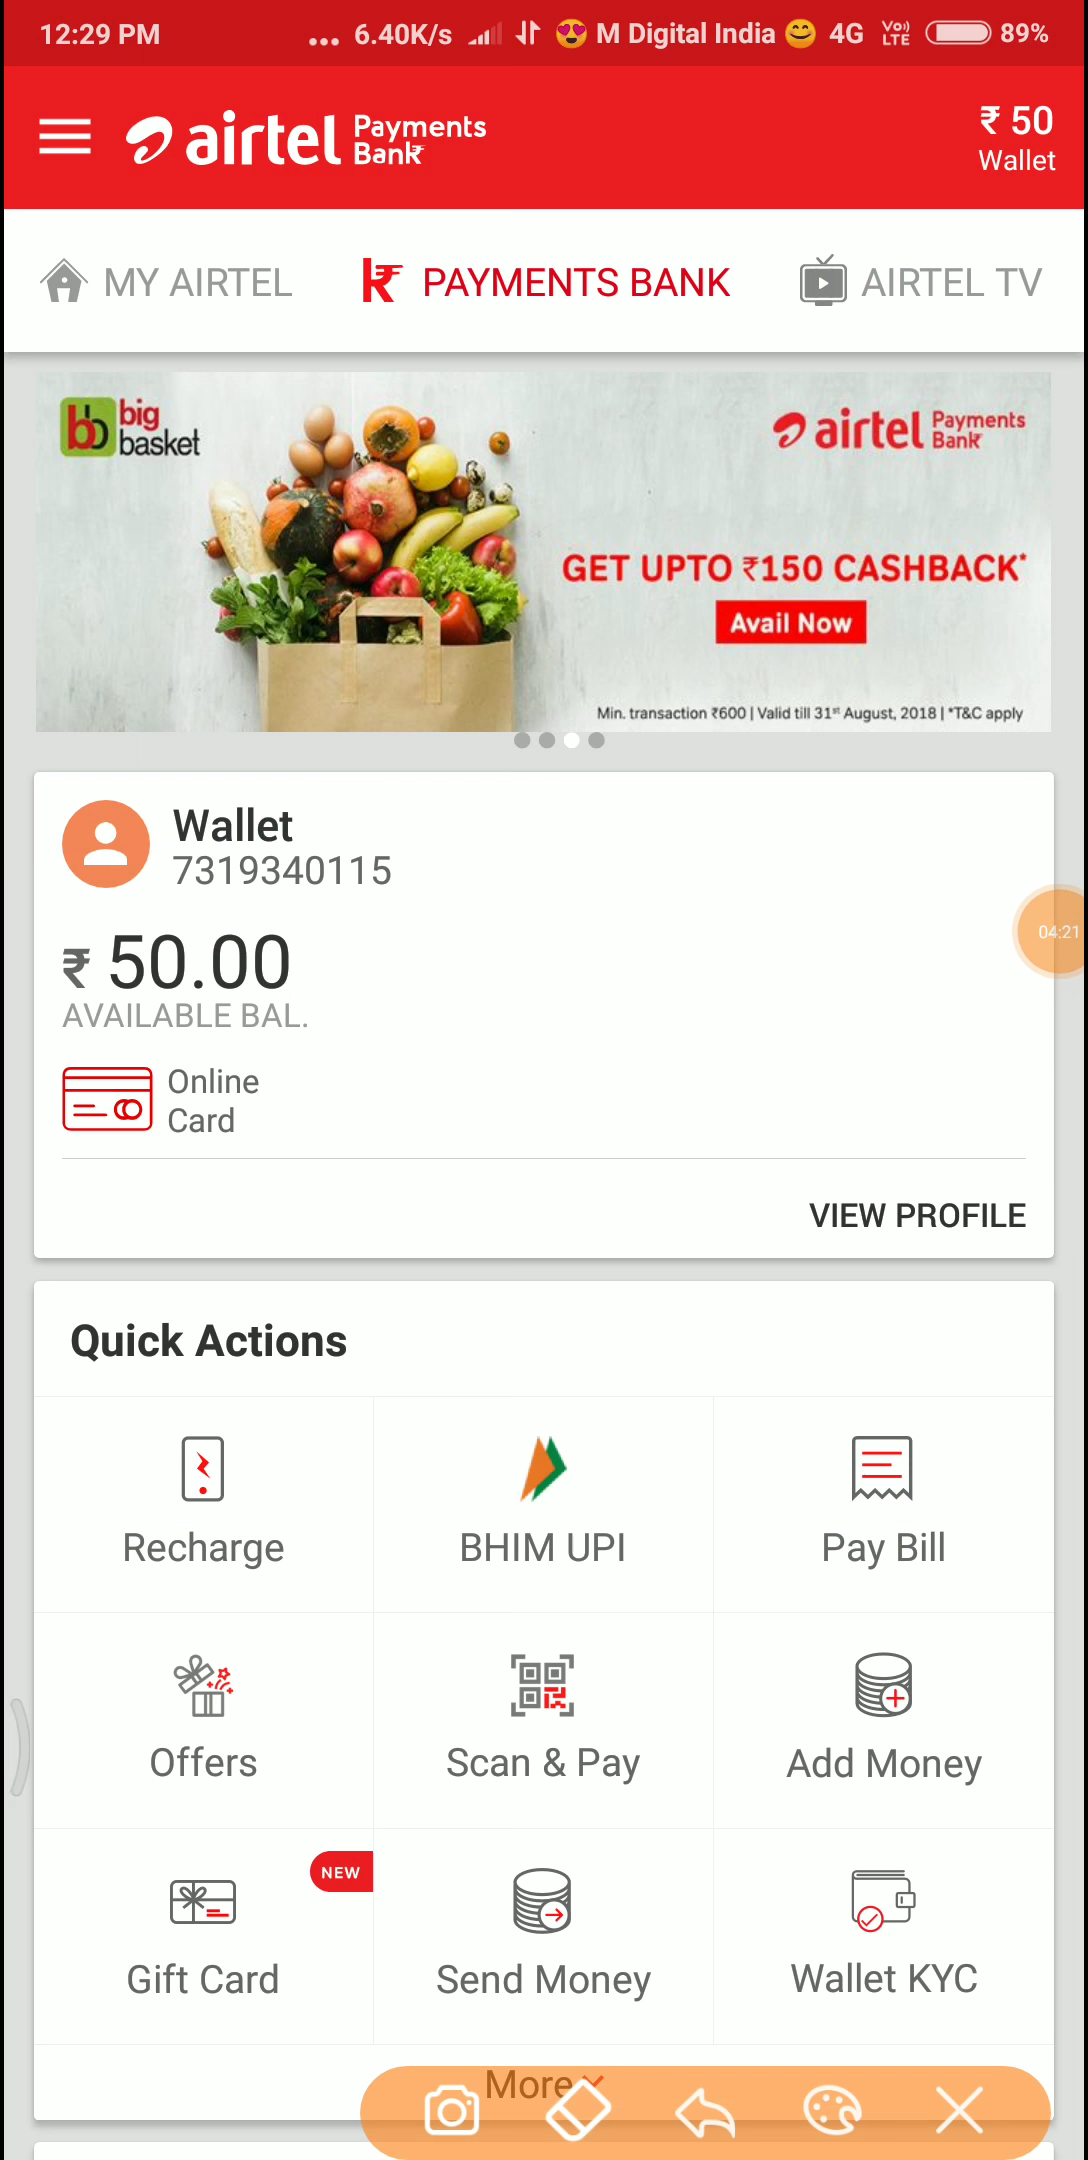 12:29 PM ... 6.40K/s 😍 M Digital India 😊 4G VoLTE 89%
airtel Payments Bank
₹ 50
Wallet
MY AIRTEL PAYMENTS BANK AIRTEL TV
bb big basket
airtel Payments Bank
GET UPTO ₹150 CASHBACK*
Avail Now
Min. transaction ₹600 | Valid till 31st August, 2018 | *T&C apply
Wallet
7319340115
04:21
₹ 50.00
AVAILABLE BAL.
Online
Card
VIEW PROFILE
Quick Actions
Recharge BHIM UPI Pay Bill
Offers Scan & Pay Add Money
NEW
Gift Card Send Money Wallet KYC
More